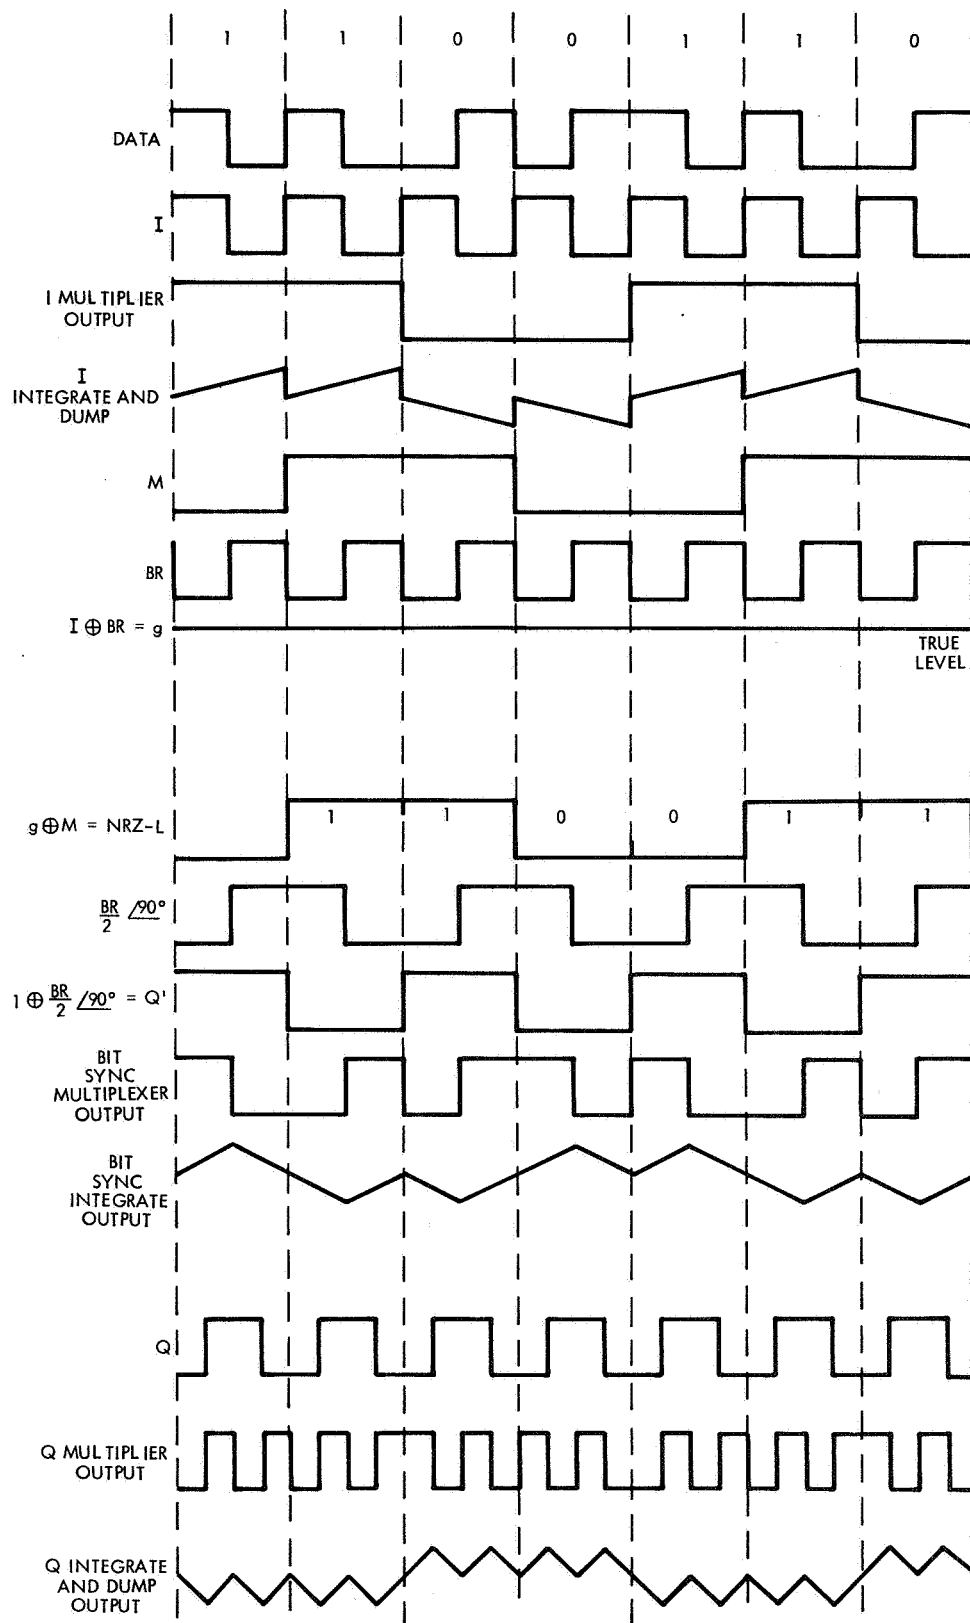 1 1 0 0 1 1 0
DATA
I
I MULTIPLIER
OUTPUT
I
INTEGRATE AND
DUMP
M
BR
I ⊕ BR = g
TRUE
LEVEL
g⊕M = NRZ-L
1 1 0 0 1 1
BR/2 /90°
1 ⊕ BR/2 /90° = Q'
BIT
SYNC
MULTIPLEXER
OUTPUT
BIT
SYNC
INTEGRATE
OUTPUT
Q
Q MULTIPLIER
OUTPUT
Q INTEGRATE
AND DUMP
OUTPUT